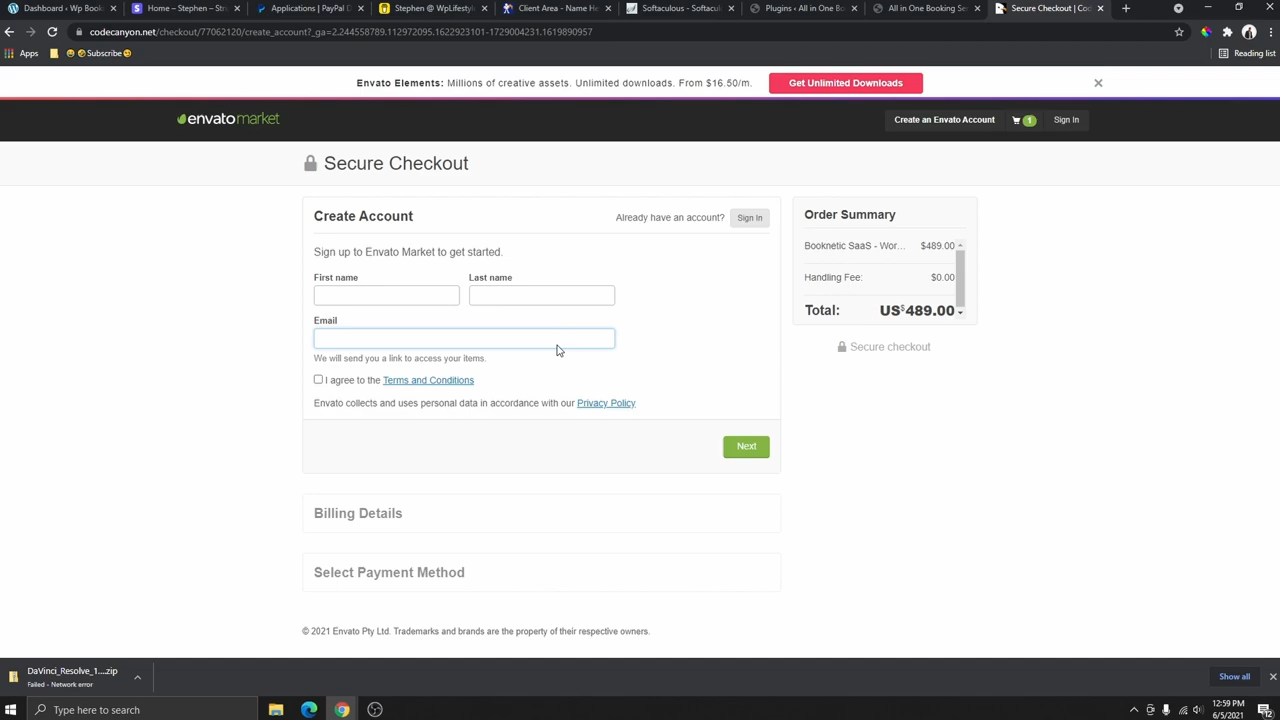 Dashboard ‹ Wp Book
Home – Stephen – Str
Applications | PayPal D
Stephen @ WpLifestyle
Client Area - Name He
Softaculous - Softacul
Plugins ‹ All in One Bo
All in One Booking Se
Secure Checkout | Co
codecanyon.net/checkout/77062120/create_account?_ga=2.244558789.112972095.1622923101-1729004231.1619890957
Apps
Subscribe
Reading list
Envato Elements: Millions of creative assets. Unlimited downloads. From $16.50/m.
Get Unlimited Downloads
envatomarket
Create an Envato Account
1
Sign In
Secure Checkout
Create Account
Already have an account?
Sign In
Sign up to Envato Market to get started.
First name
Last name
Email
We will send you a link to access your items.
I agree to the Terms and Conditions
Envato collects and uses personal data in accordance with our Privacy Policy
Next
Order Summary
Booknetic SaaS - Wor... $489.00
Handling Fee: $0.00
Total: US$489.00
Secure checkout
Billing Details
Select Payment Method
© 2021 Envato Pty Ltd. Trademarks and brands are the property of their respective owners.
DaVinci_Resolve_1....zip
Failed - Network error
Show all
Type here to search
12:59 PM
6/5/2021